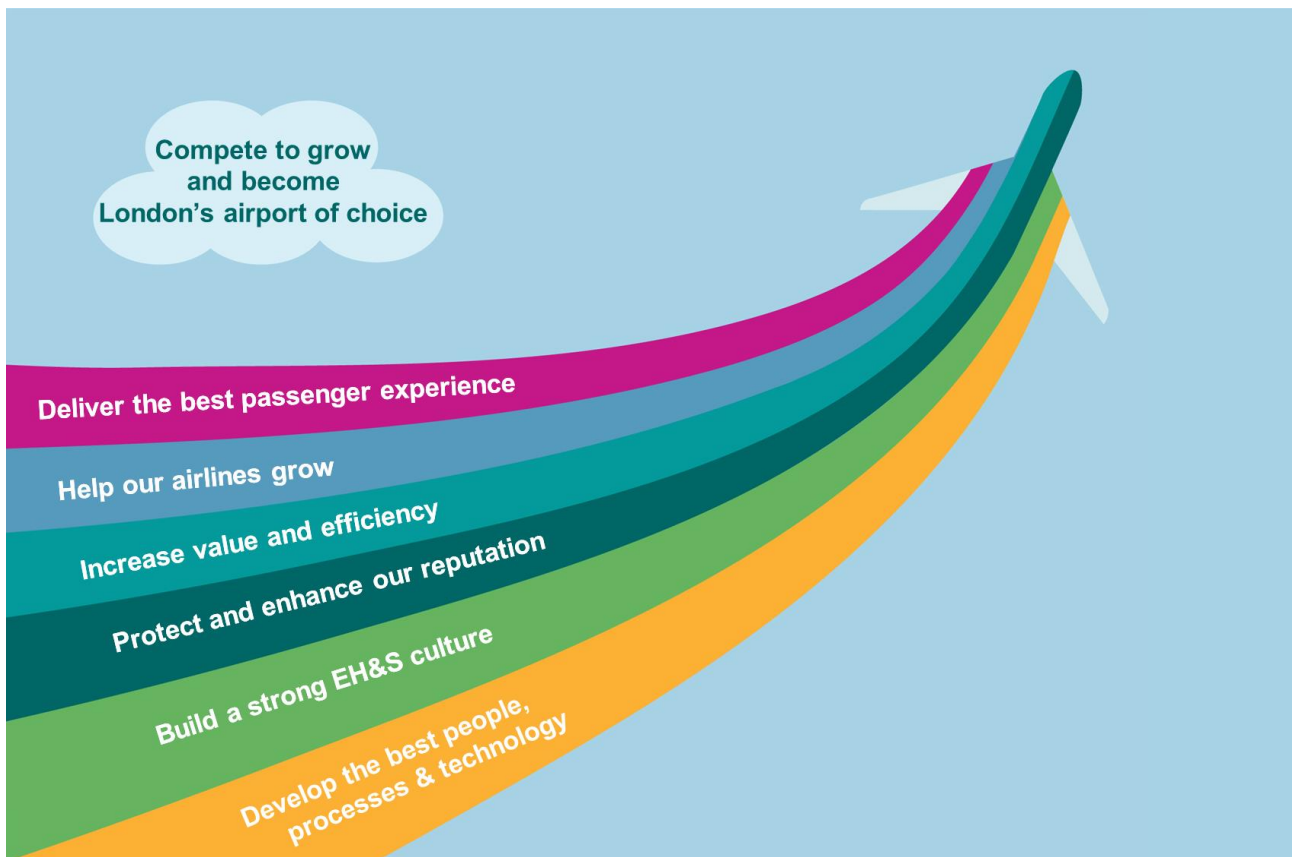 Compete to grow
and become
London’s airport of choice
Deliver the best passenger experience
Help our airlines grow
Increase value and efficiency
Protect and enhance our reputation
Build a strong EH&S culture
Develop the best people,
processes & technology